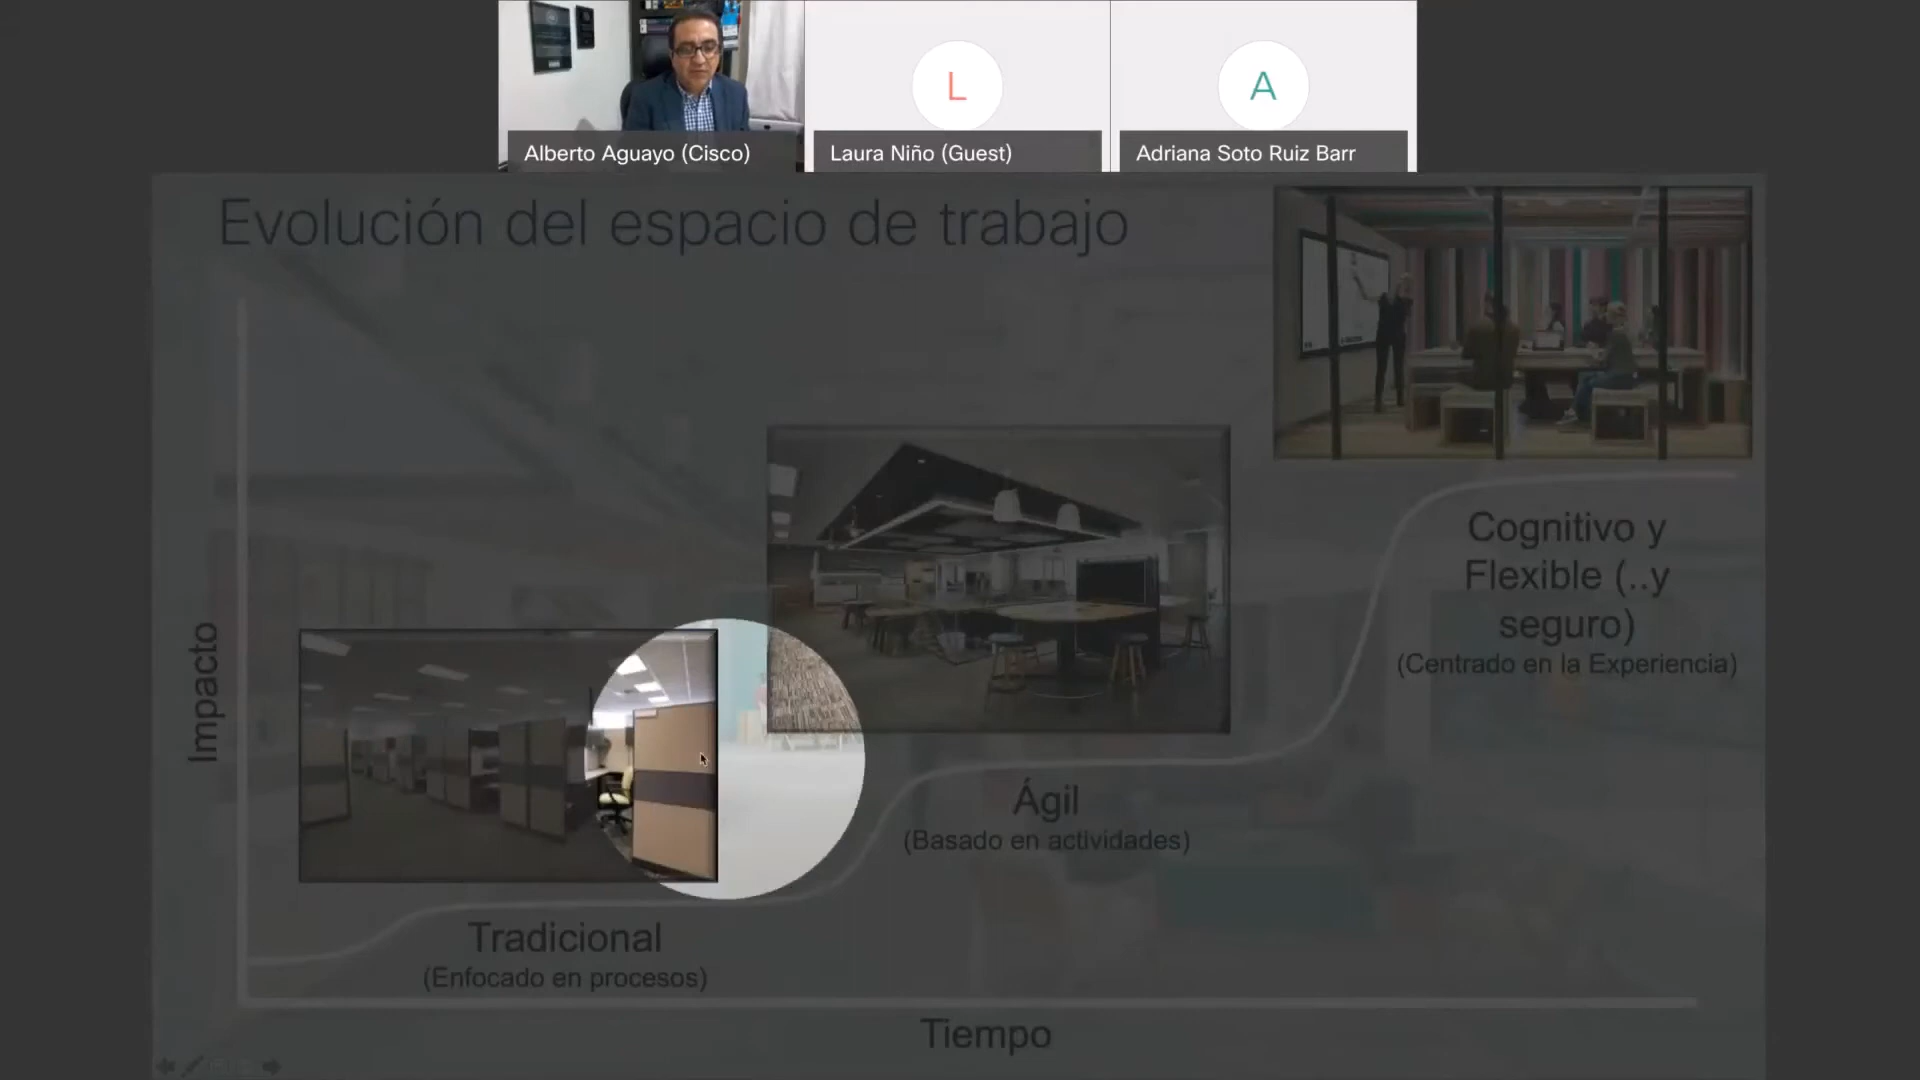 L
A
Alberto Aguayo (Cisco)
Laura Niño (Guest)
Adriana Soto Ruiz Barr
Evolución del espacio de trabajo
Cognitivo y
Flexible (..y
seguro)
(Centrado en la Experiencia)
Impacto
Ágil
(Basado en actividades)
Tradicional
(Enfocado en procesos)
Tiempo